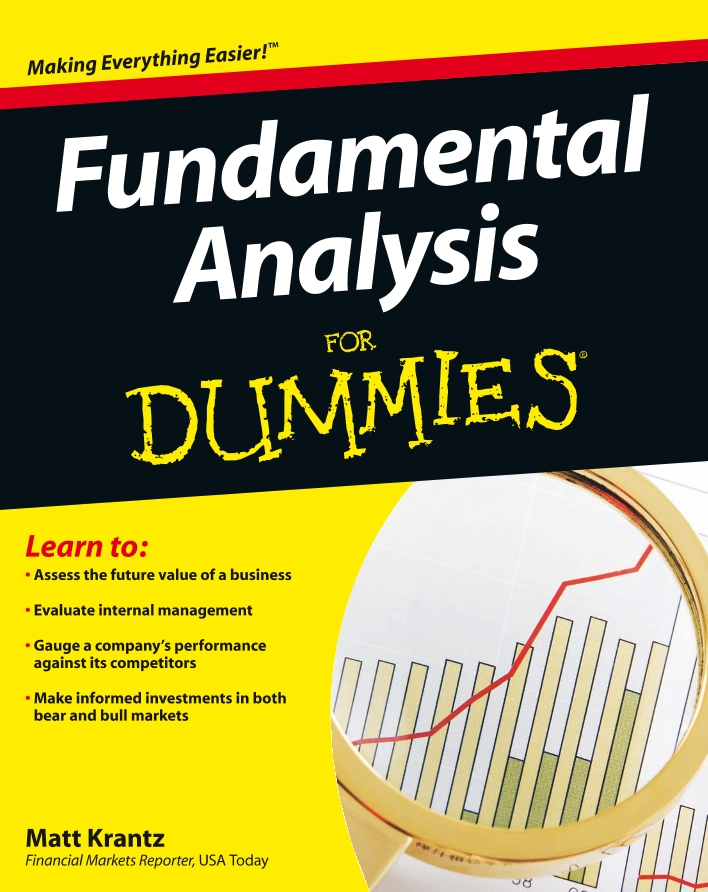 Making Everything Easier!™
Fundamental
Analysis
FOR
DUMMIES®
Learn to:
• Assess the future value of a business
• Evaluate internal management
• Gauge a company's performance
against its competitors
• Make informed investments in both
bear and bull markets
Matt Krantz
Financial Markets Reporter, USA Today